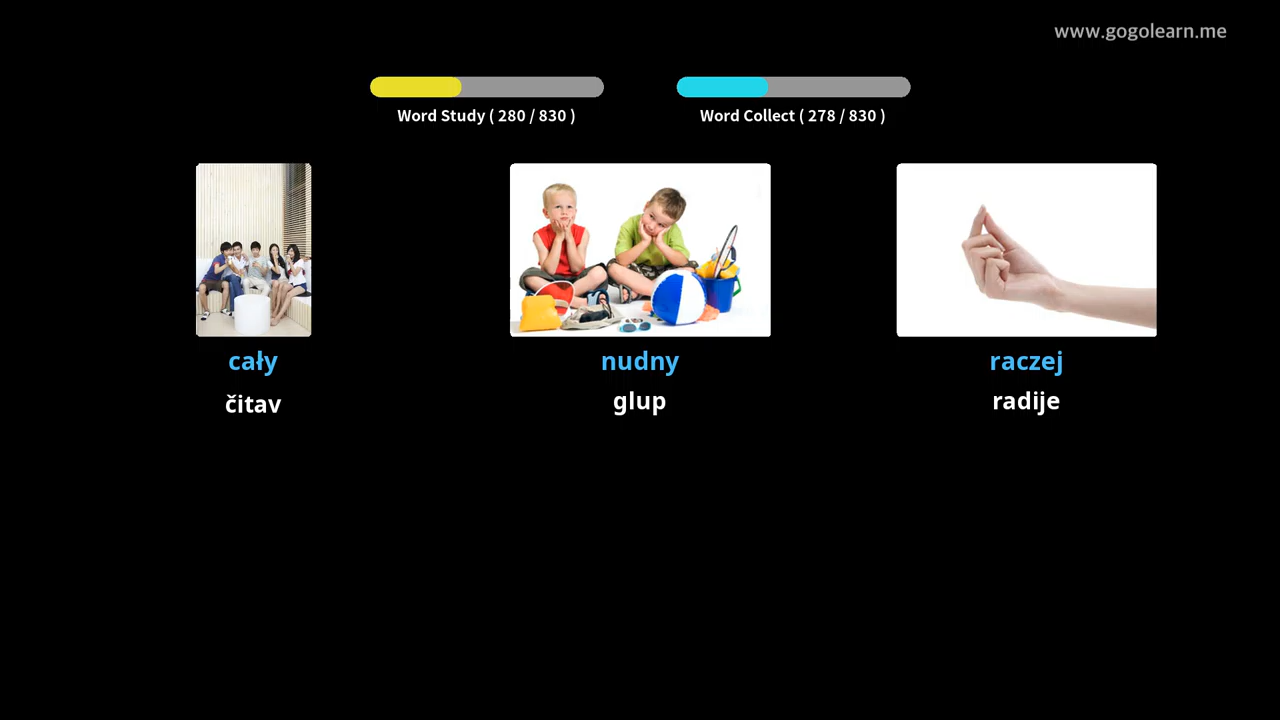 www.gogolearn.me
Word Study ( 280 / 830 )
Word Collect ( 278 / 830 )
cały
nudny
raczej
čitav
glup
radije